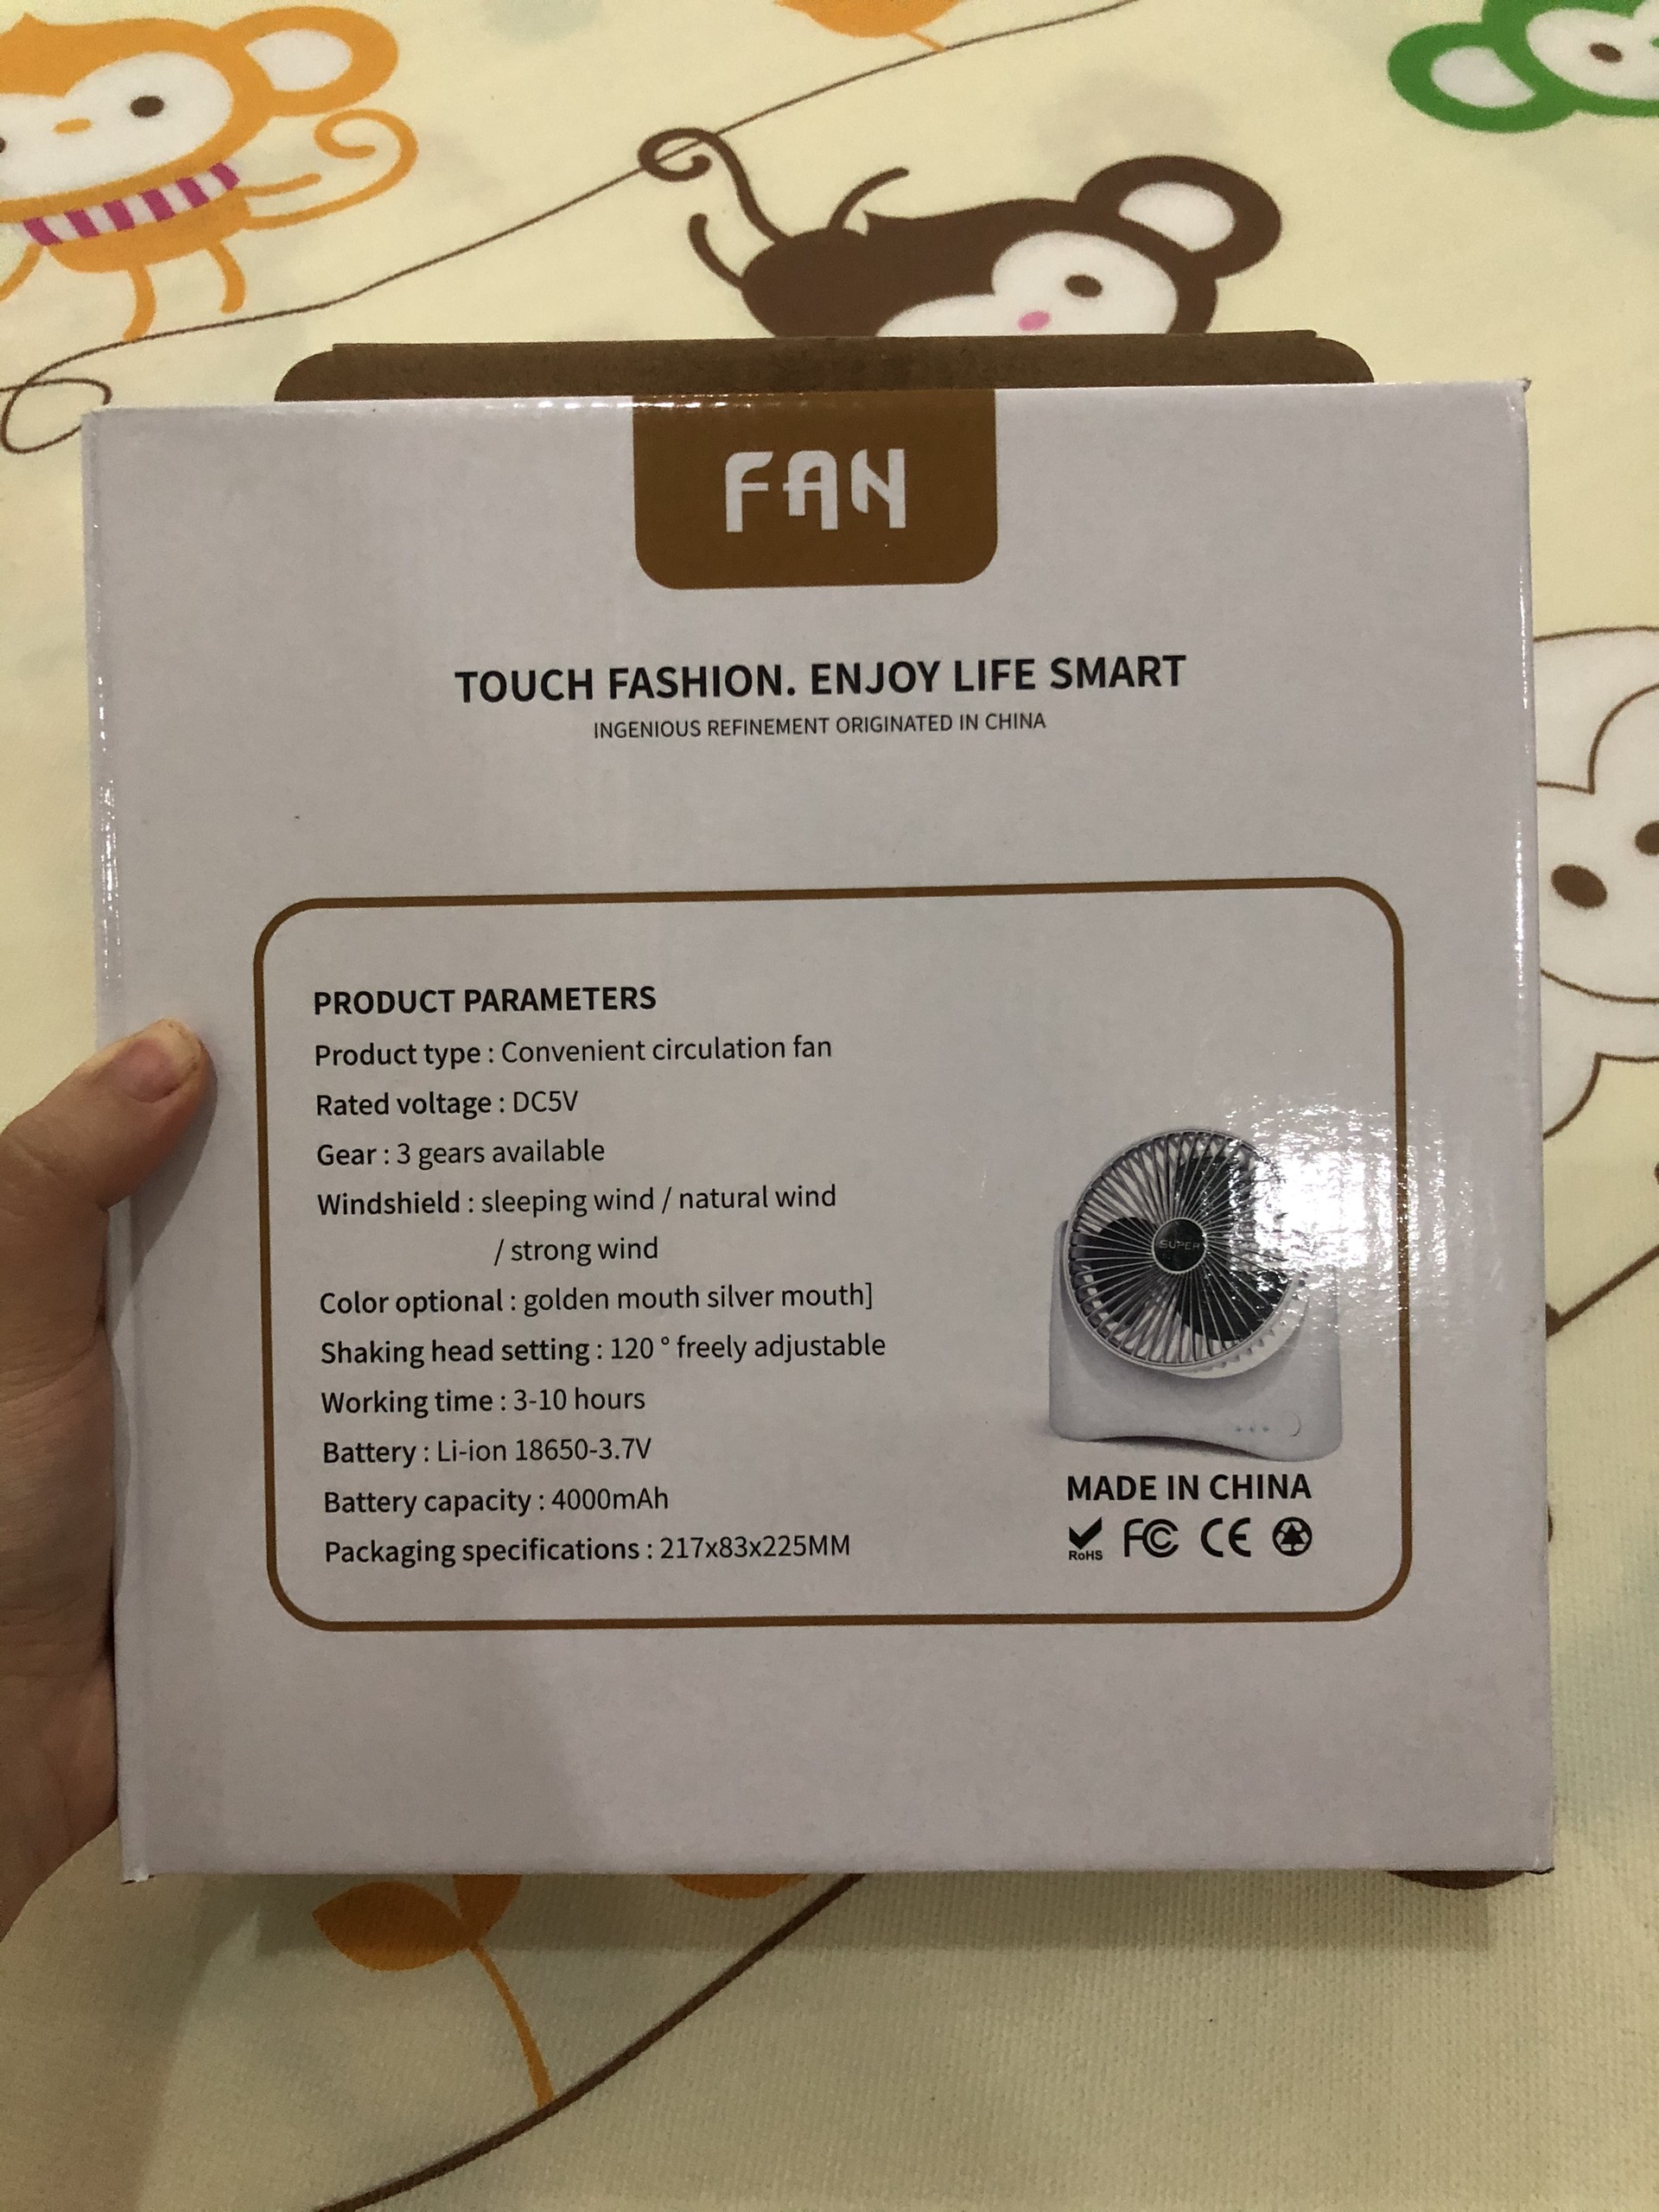 FAN
TOUCH FASHION. ENJOY LIFE SMART
INGENIOUS REFINEMENT ORIGINATED IN CHINA
PRODUCT PARAMETERS
Product type : Convenient circulation fan
Rated voltage : DC5V
Gear : 3 gears available
Windshield : sleeping wind / natural wind
/ strong wind
Color optional : golden mouth silver mouth]
Shaking head setting : 120 ° freely adjustable
Working time : 3-10 hours
Battery : Li-ion 18650-3.7V
Battery capacity : 4000mAh
Packaging specifications : 217x83x225MM
SUPER
MADE IN CHINA
RoHS FC CE